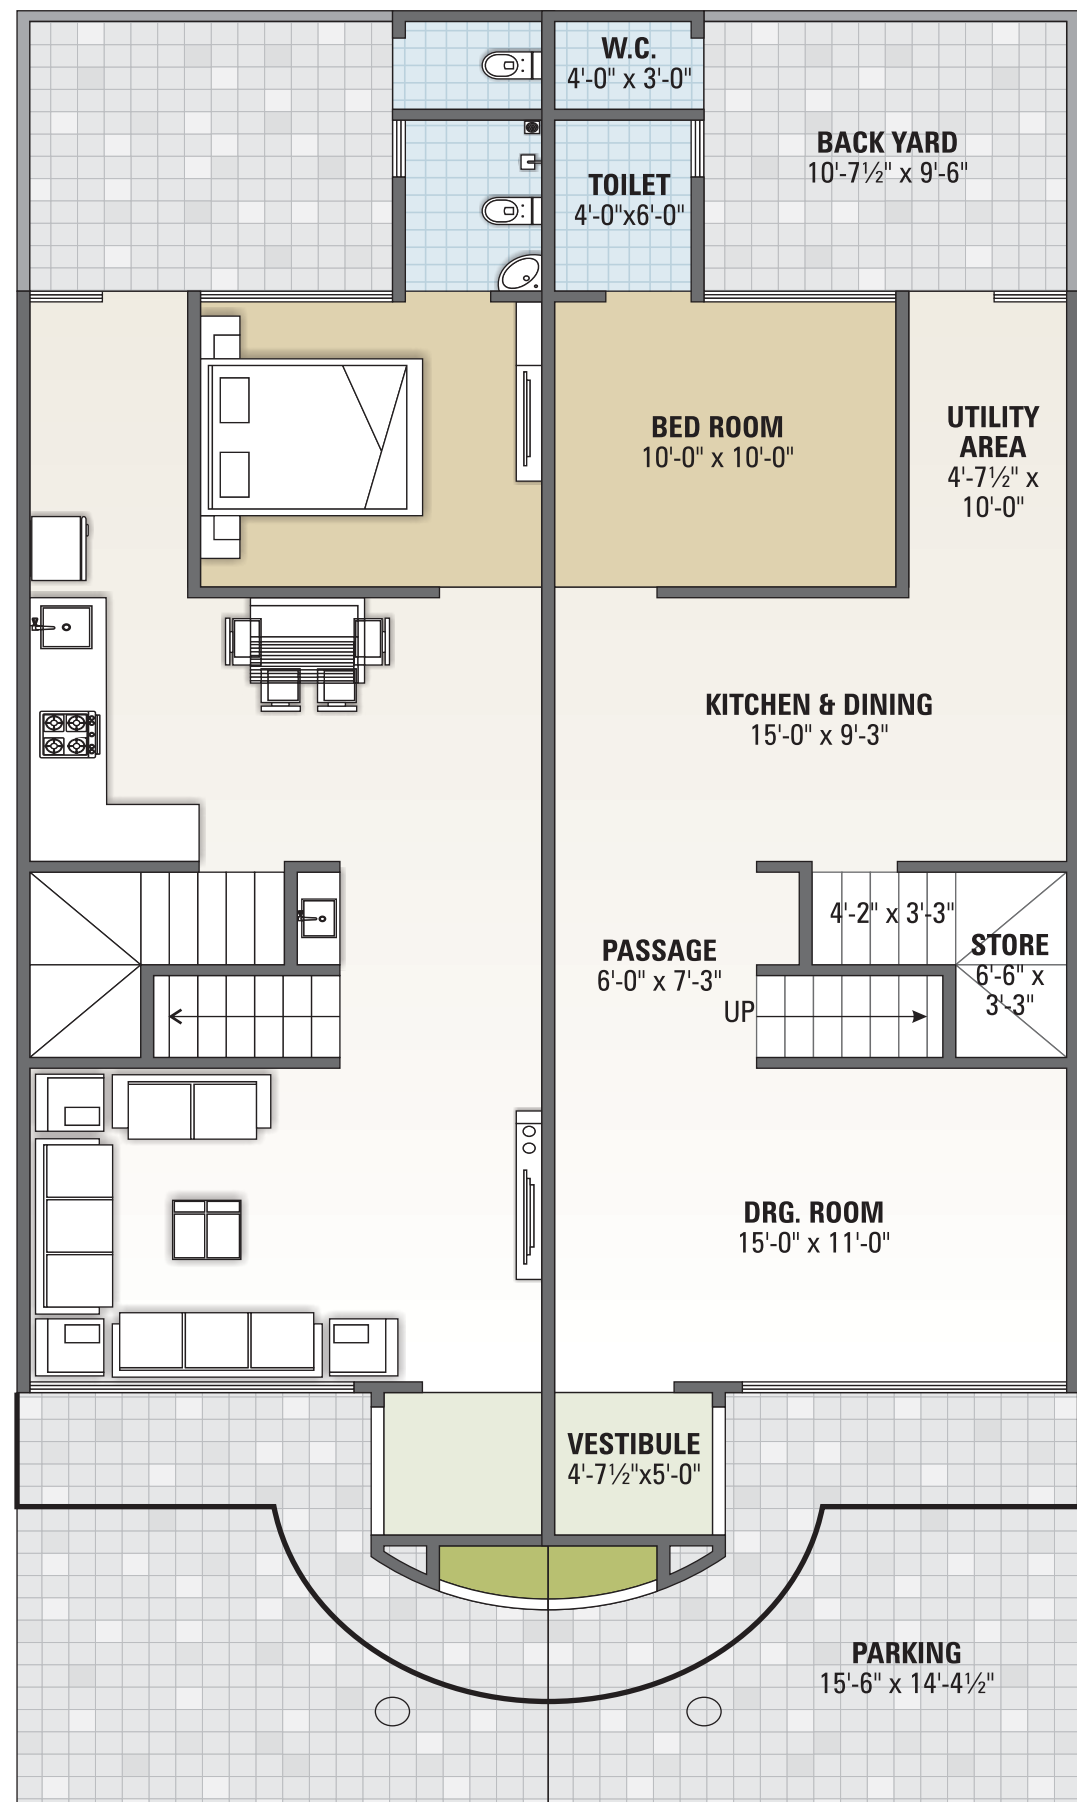 W.C.
4'-0" x 3'-0"
BACK YARD
10'-7½" x 9'-6"
TOILET
4'-0"x6'-0"
BED ROOM
10'-0" x 10'-0"
UTILITY
AREA
4'-7½" x
10'-0"
KITCHEN & DINING
15'-0" x 9'-3"
4'-2" x 3'-3"
PASSAGE
6'-0" x 7'-3"
STORE
6'-6" x
3'-3"
UP
DRG. ROOM
15'-0" x 11'-0"
VESTIBULE
4'-7½"x5'-0"
PARKING
15'-6" x 14'-4½"